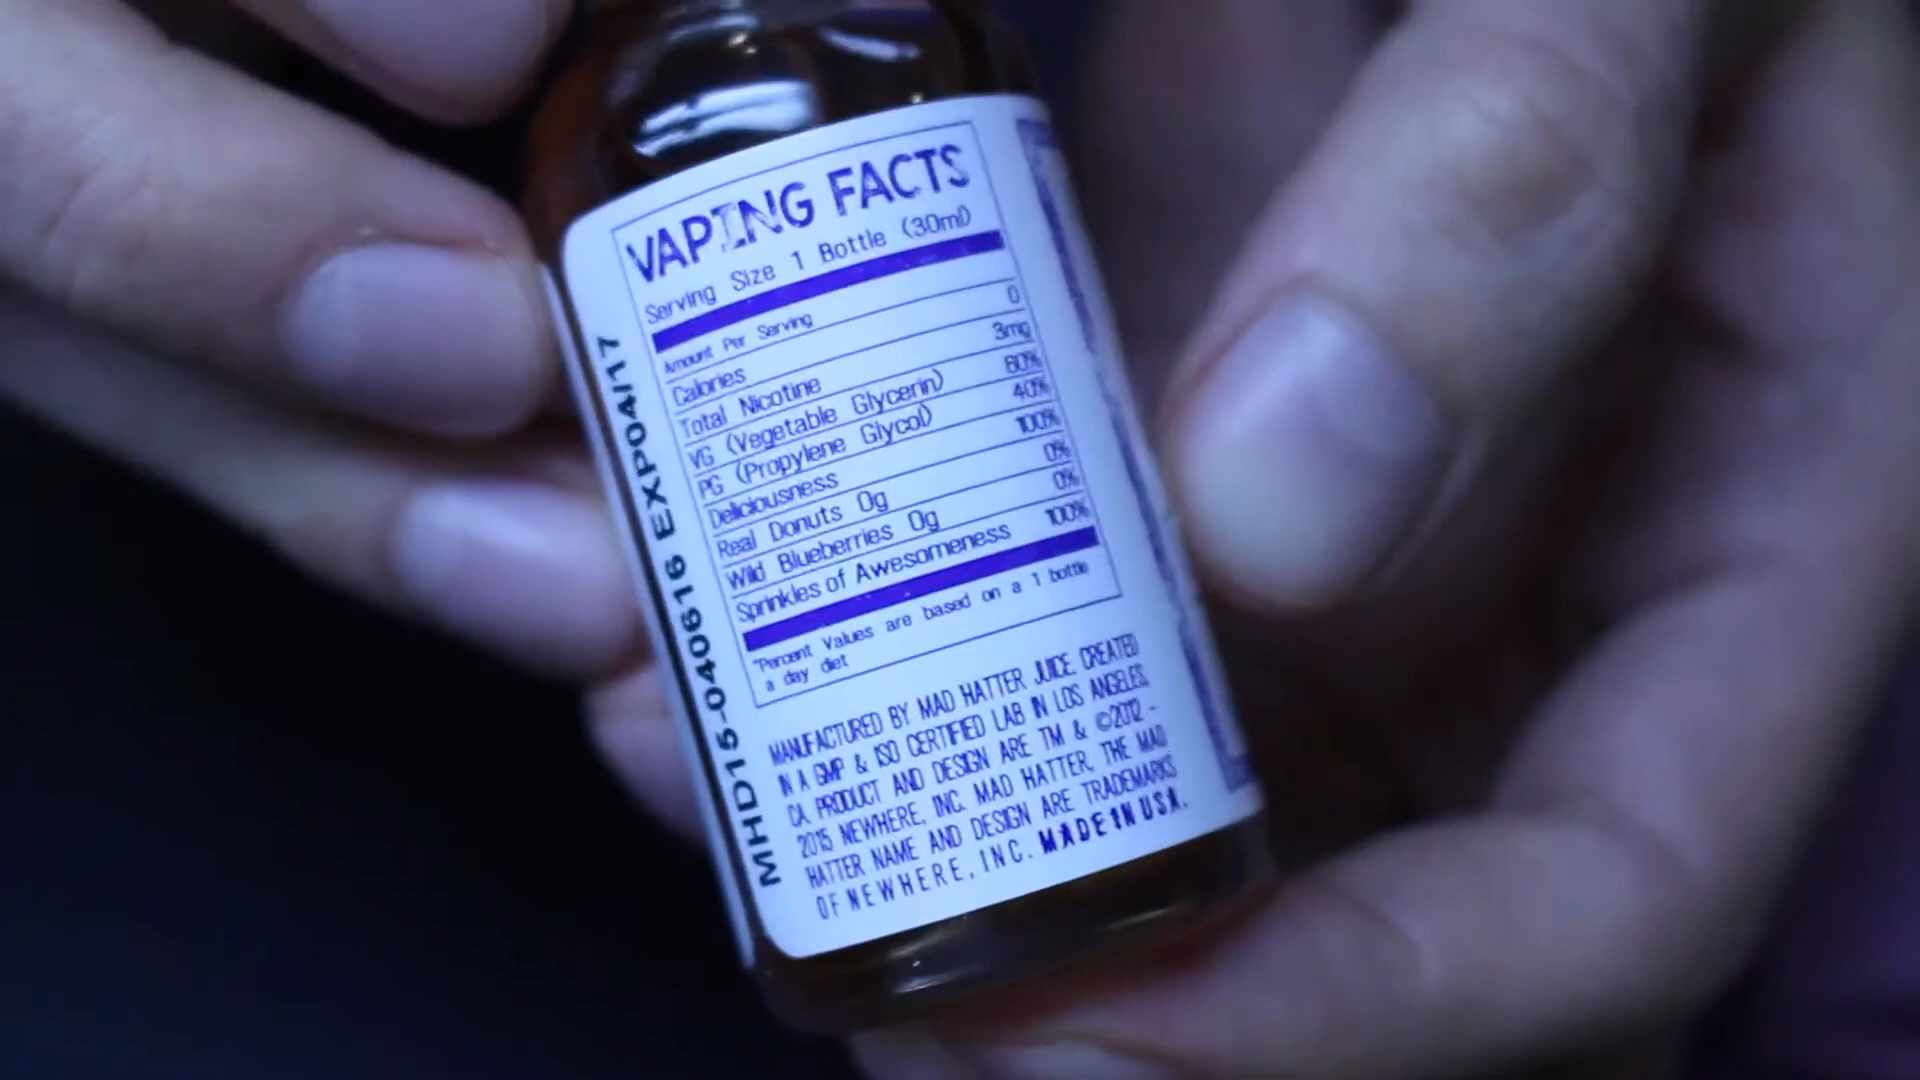 VAPING FACTS
Serving Size 1 Bottle (30ml)
Amount Per Serving
Calories 0
Total Nicotine 3mg
VG (Vegetable Glycerin) 60%
PG (Propylene Glycol) 40%
Deliciousness 100%
Real Donuts 0g 0%
Wild Blueberries 0g 0%
Sprinkles of Awesomeness 100%
*Percent Values are based on a 1 bottle
a day diet
MANUFACTURED BY MAD HATTER JUICE. CREATED
IN A GMP & ISO CERTIFIED LAB IN LOS ANGELES,
CA. PRODUCT AND DESIGN ARE TM & ©2012 -
2015 NEWHERE, INC. MAD HATTER, THE MAD
HATTER NAME AND DESIGN ARE TRADEMARKS
OF NEWHERE, INC. MADE IN USA.
MHD15-040616 EXP04/17